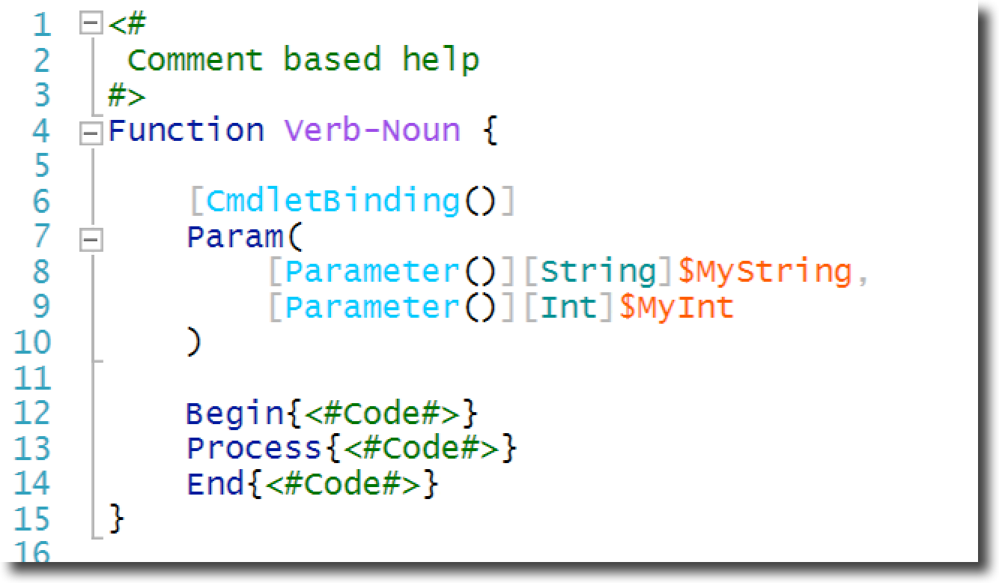 1 <#
2  Comment based help
3 #>
4 Function Verb-Noun {
5
6     [CmdletBinding()]
7     Param(
8         [Parameter()][String]$MyString,
9         [Parameter()][Int]$MyInt
10     )
11
12     Begin{<#Code#>}
13     Process{<#Code#>}
14     End{<#Code#>}
15 }
16